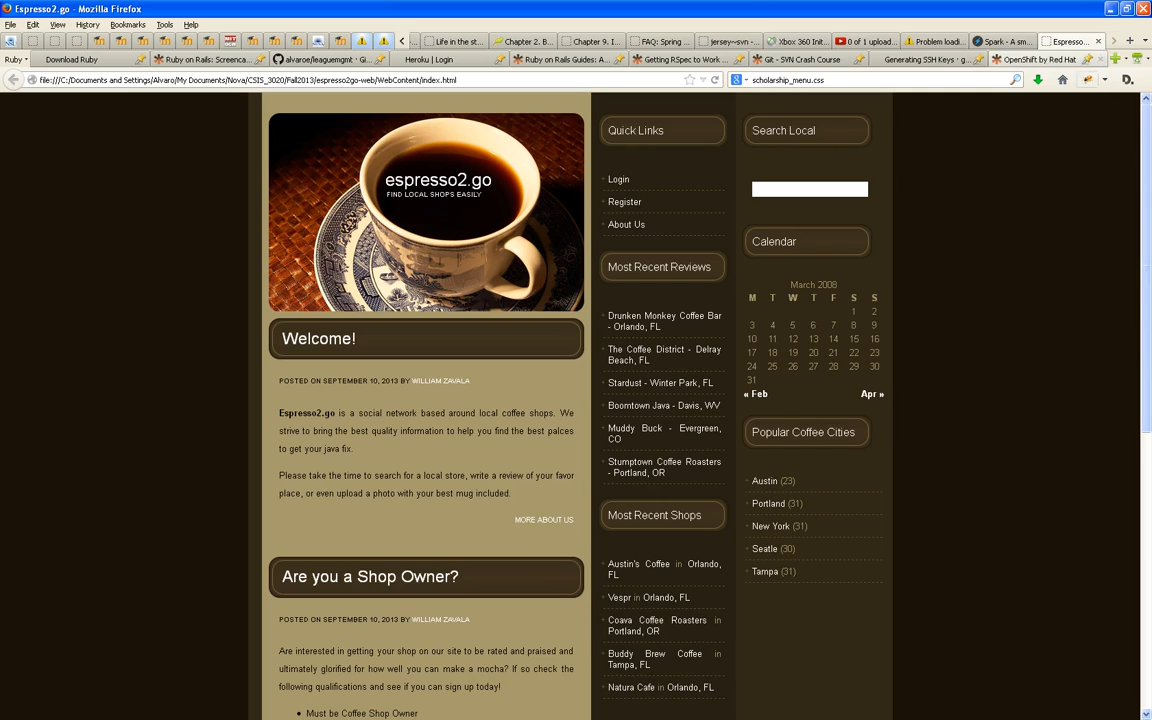 Espresso2.go - Mozilla Firefox
File Edit View History Bookmarks Tools Help
Life in the st... Chapter 2. B... Chapter 9. I... FAQ: Spring ... jersey~svn -... Xbox 360 Init... 0 of 1 upload... Problem loadi... Spark - A sm... Espresso...
Ruby Download Ruby Ruby on Rails: Screenca... alvaroe/leaguemgmt · G... Heroku | Login Ruby on Rails Guides: A... Getting RSpec to Work ... Git - SVN Crash Course Generating SSH Keys · g... OpenShift by Red Hat
file:///C:/Documents and Settings/Alvaro/My Documents/Nova/CSIS_3020/Fall2013/espresso2go-web/WebContent/index.html
scholarship_menu.css
espresso2.go
FIND LOCAL SHOPS EASILY
Welcome!
POSTED ON SEPTEMBER 10, 2013 BY WILLIAM ZAVALA
Espresso2.go is a social network based around local coffee shops. We
strive to bring the best quality information to help you find the best palces
to get your java fix.
Please take the time to search for a local store, write a review of your favor
place, or even upload a photo with your best mug included.
MORE ABOUT US
Are you a Shop Owner?
POSTED ON SEPTEMBER 10, 2013 BY WILLIAM ZAVALA
Are interested in getting your shop on our site to be rated and praised and
ultimately glorified for how well you can make a mocha? If so check the
following qualifications and see if you can sign up today!
• Must be Coffee Shop Owner
Quick Links
Login
Register
About Us
Most Recent Reviews
Drunken Monkey Coffee Bar
- Orlando, FL
The Coffee District - Delray
Beach, FL
Stardust - Winter Park, FL
Boomtown Java - Davis, WV
Muddy Buck - Evergreen,
CO
Stumptown Coffee Roasters
- Portland, OR
Most Recent Shops
Austin's Coffee in Orlando,
FL
Vespr in Orlando, FL
Coava Coffee Roasters in
Portland, OR
Buddy Brew Coffee in
Tampa, FL
Natura Cafe in Orlando, FL
Search Local
Calendar
March 2008
M T W T F S S
1 2
3 4 5 6 7 8 9
10 11 12 13 14 15 16
17 18 19 20 21 22 23
24 25 26 27 28 29 30
31
« Feb Apr »
Popular Coffee Cities
Austin (23)
Portland (31)
New York (31)
Seatle (30)
Tampa (31)